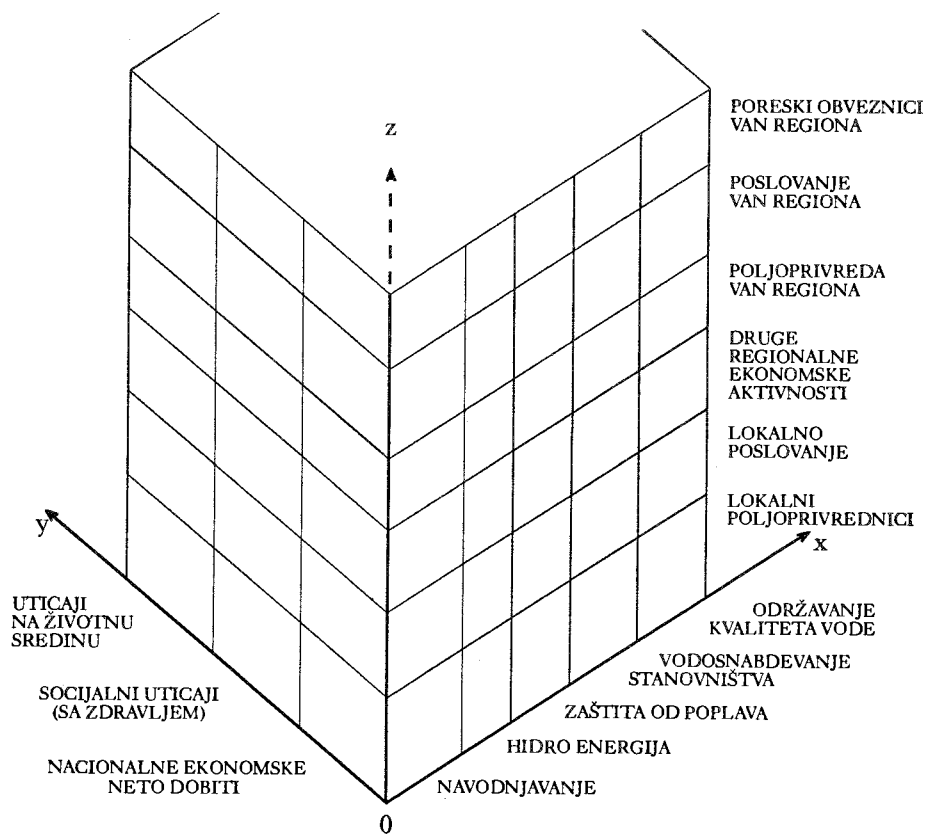 z
PORESKI OBVEZNICI
VAN REGIONA
POSLOVANJE
VAN REGIONA
POLJOPRIVREDA
VAN REGIONA
DRUGE
REGIONALNE
EKONOMSKE
AKTIVNOSTI
LOKALNO
POSLOVANJE
LOKALNI
POLJOPRIVREDNICI
y
x
UTICAJI
NA ŽIVOTNU
SREDINU
SOCIJALNI UTICAJI
(SA ZDRAVLJEM)
NACIONALNE EKONOMSKE
NETO DOBITI
ODRŽAVANJE
KVALITETA VODE
VODOSNABDEVANJE
STANOVNIŠTVA
ZAŠTITA OD POPLAVA
HIDRO ENERGIJA
NAVODNJAVANJE
0